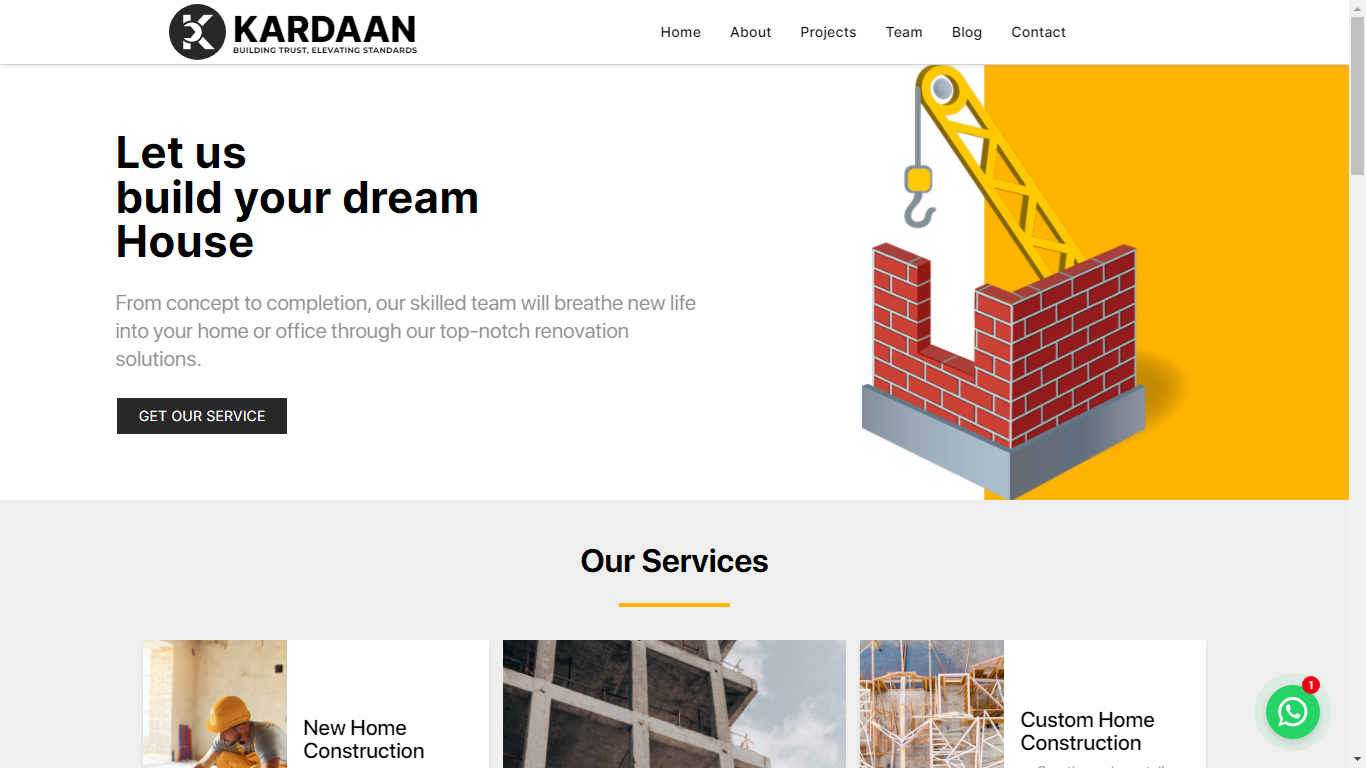 KARDAAN
BUILDING TRUST, ELEVATING STANDARDS
Home About Projects Team Blog Contact
Let us
build your dream
House
From concept to completion, our skilled team will breathe new life
into your home or office through our top-notch renovation
solutions.
GET OUR SERVICE
Our Services
New Home
Construction
Custom Home
Construction
1